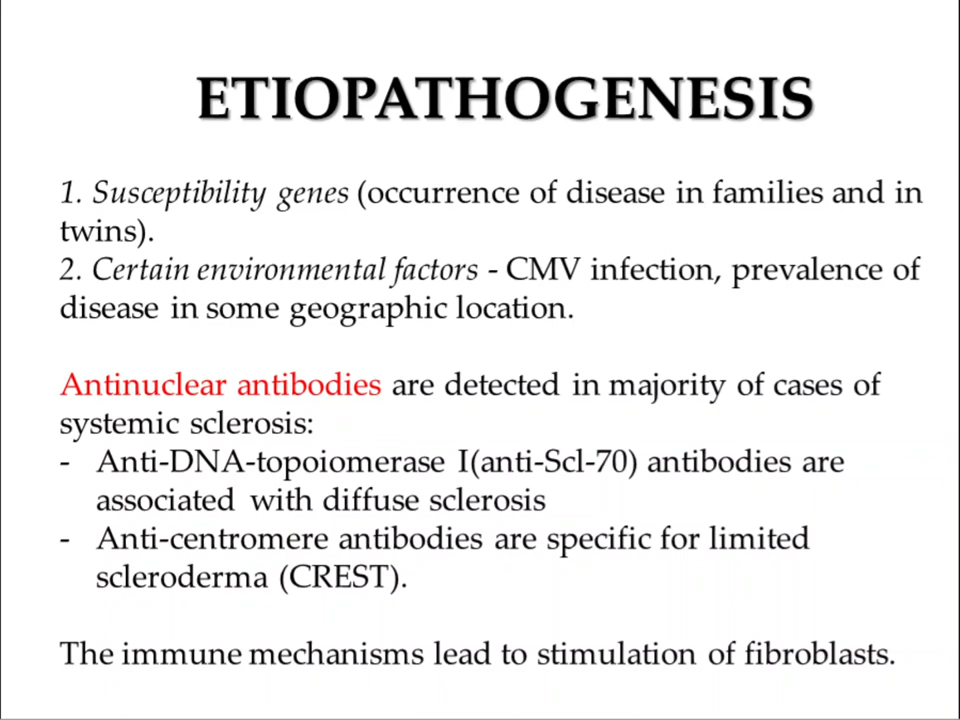 ETIOPATHOGENESIS
1. Susceptibility genes (occurrence of disease in families and in
twins).
2. Certain environmental factors - CMV infection, prevalence of
disease in some geographic location.
Antinuclear antibodies are detected in majority of cases of
systemic sclerosis:
- Anti-DNA-topoiomerase I(anti-Scl-70) antibodies are
associated with diffuse sclerosis
- Anti-centromere antibodies are specific for limited
scleroderma (CREST).
The immune mechanisms lead to stimulation of fibroblasts.